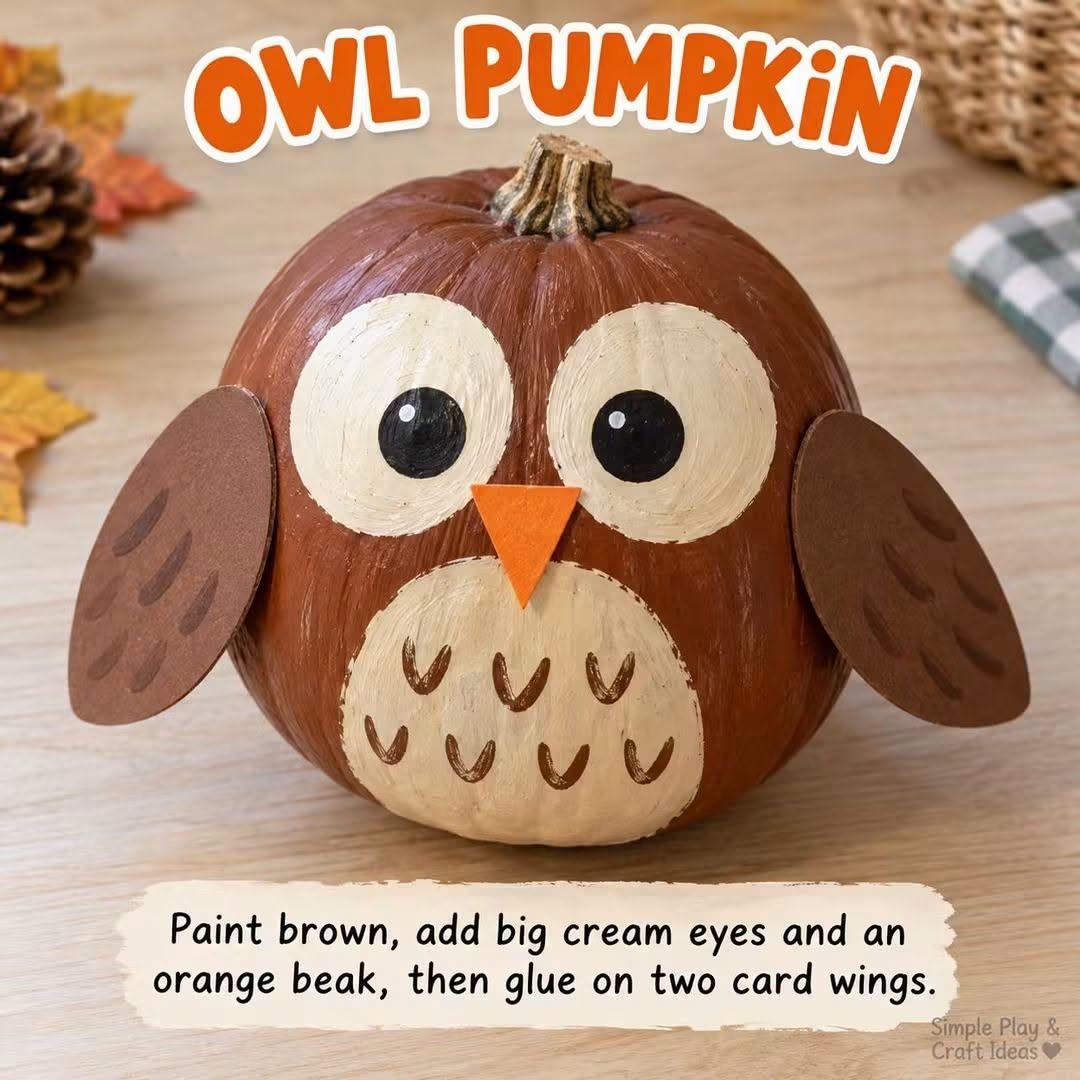 OWL PUMPKiN
Paint brown, add big cream eyes and an
orange beak, then glue on two card wings.
Simple Play &
Craft Ideas♥